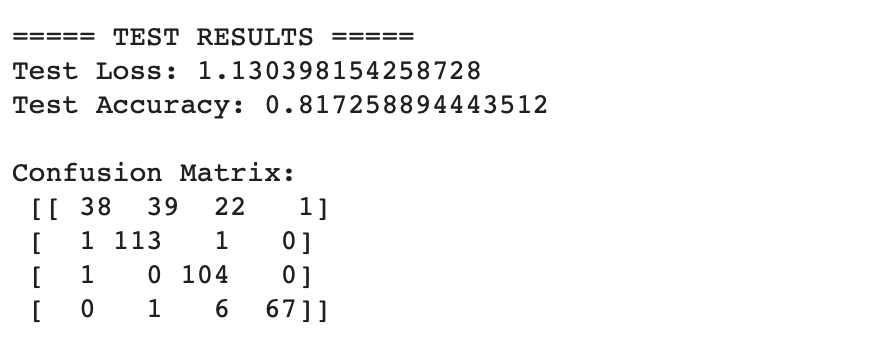 ===== TEST RESULTS =====
Test Loss: 1.130398154258728
Test Accuracy: 0.817258894443512
Confusion Matrix:
[[ 38  39  22   1]
[  1 113   1   0]
[  1   0 104   0]
[  0   1   6  67]]